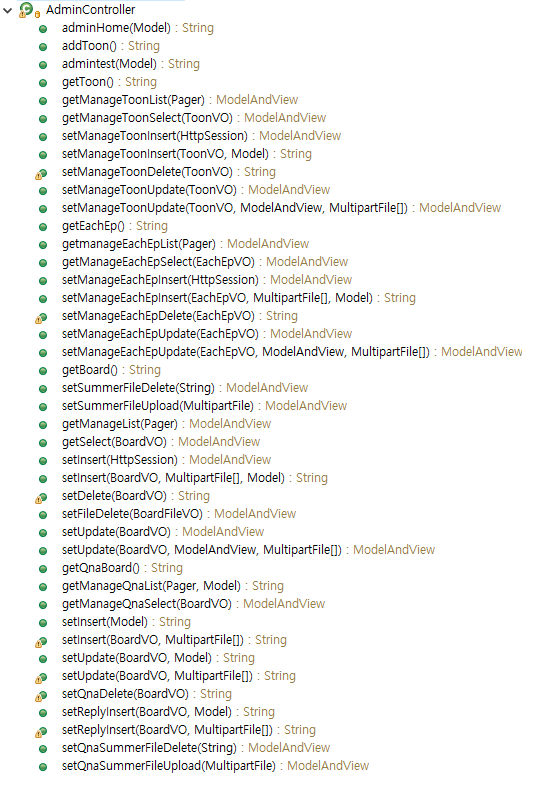 AdminController
adminHome(Model) : String
addToon() : String
admintest(Model) : String
getToon() : String
getManageToonList(Pager) : ModelAndView
getManageToonSelect(ToonVO) : ModelAndView
setManageToonInsert(HttpSession) : ModelAndView
setManageToonInsert(ToonVO, Model) : String
setManageToonDelete(ToonVO) : String
setManageToonUpdate(ToonVO) : ModelAndView
setManageToonUpdate(ToonVO, ModelAndView, MultipartFile[]) : ModelAndView
getEachEp() : String
getmanageEachEpList(Pager) : ModelAndView
getManageEachEpSelect(EachEpVO) : ModelAndView
setManageEachEpInsert(HttpSession) : ModelAndView
setManageEachEpInsert(EachEpVO, MultipartFile[], Model) : String
setManageEachEpDelete(EachEpVO) : String
setManageEachEpUpdate(EachEpVO) : ModelAndView
setManageEachEpUpdate(EachEpVO, ModelAndView, MultipartFile[]) : ModelAndView
getBoard() : String
setSummerFileDelete(String) : ModelAndView
setSummerFileUpload(MultipartFile) : ModelAndView
getManageList(Pager) : ModelAndView
getSelect(BoardVO) : ModelAndView
setInsert(HttpSession) : ModelAndView
setInsert(BoardVO, MultipartFile[], Model) : String
setDelete(BoardVO) : String
setFileDelete(BoardFileVO) : ModelAndView
setUpdate(BoardVO) : ModelAndView
setUpdate(BoardVO, ModelAndView, MultipartFile[]) : ModelAndView
getQnaBoard() : String
getManageQnaList(Pager, Model) : String
getManageQnaSelect(BoardVO) : ModelAndView
setInsert(Model) : String
setInsert(BoardVO, MultipartFile[]) : String
setUpdate(BoardVO, Model) : String
setUpdate(BoardVO, MultipartFile[]) : String
setQnaDelete(BoardVO) : String
setReplyInsert(BoardVO, Model) : String
setReplyInsert(BoardVO, MultipartFile[]) : String
setQnaSummerFileDelete(String) : ModelAndView
setQnaSummerFileUpload(MultipartFile) : ModelAndView